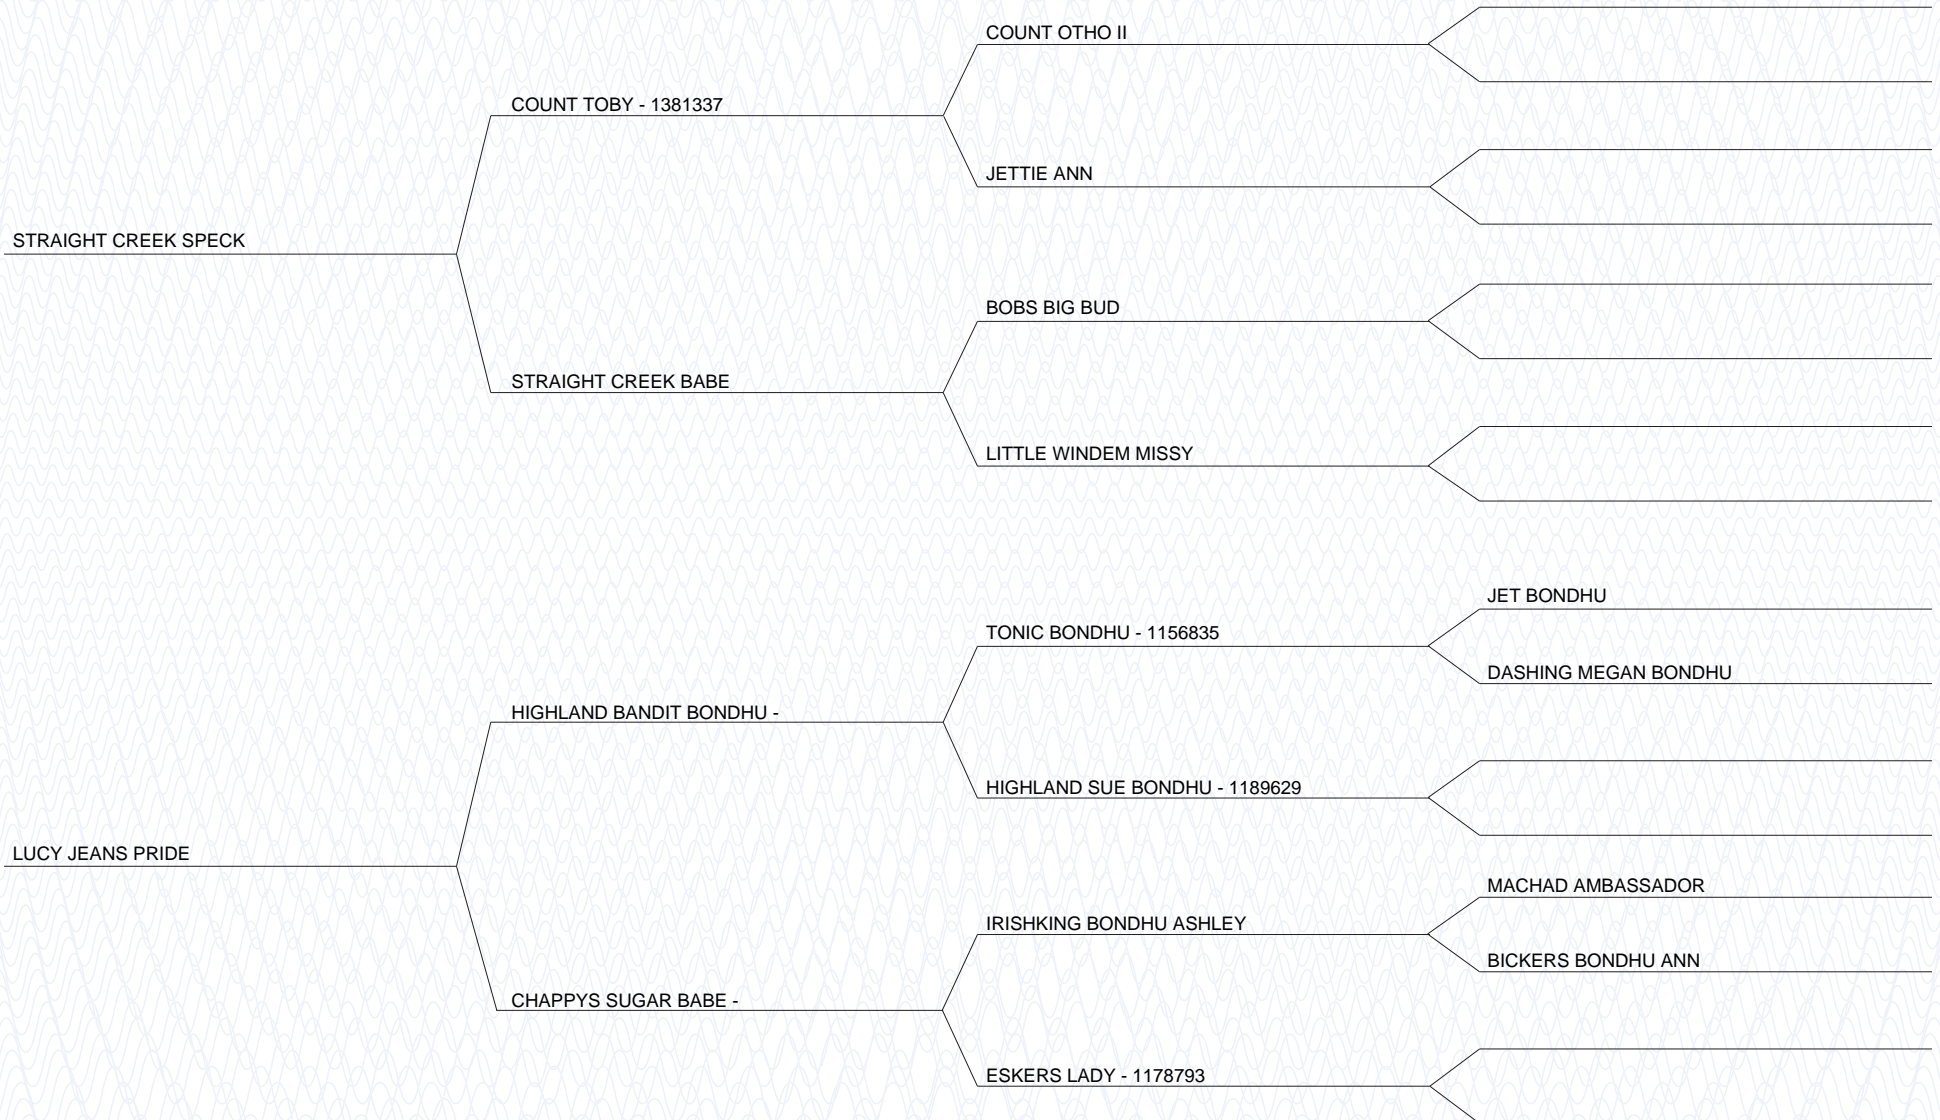 COUNT OTHO II
COUNT TOBY - 1381337
JETTIE ANN
STRAIGHT CREEK SPECK
BOBS BIG BUD
STRAIGHT CREEK BABE
LITTLE WINDEM MISSY
JET BONDHU
TONIC BONDHU - 1156835
DASHING MEGAN BONDHU
HIGHLAND BANDIT BONDHU -
HIGHLAND SUE BONDHU - 1189629
LUCY JEANS PRIDE
MACHAD AMBASSADOR
IRISHKING BONDHU ASHLEY
BICKERS BONDHU ANN
CHAPPYS SUGAR BABE -
ESKERS LADY - 1178793